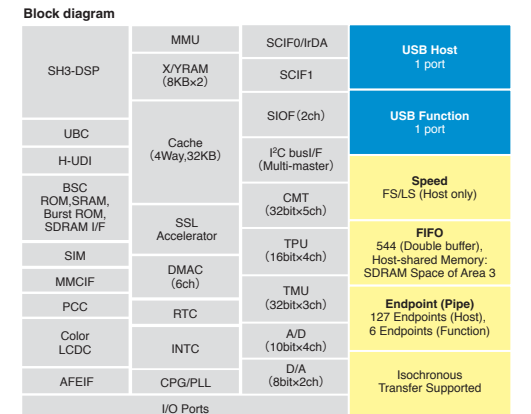 Block diagram
SH3-DSP
UBC
H-UDI
BSC
ROM,SRAM,
Burst ROM,
SDRAM I/F
SIM
MMCIF
PCC
Color
LCDC
AFEIF
MMU
X/YRAM
(8KB×2)
Cache
(4Way,32KB)
SSL
Accelerator
DMAC
(6ch)
RTC
INTC
CPG/PLL
SCIF0/IrDA
SCIF1
SIOF(2ch)
I²C busI/F
(Multi-master)
CMT
(32bit×5ch)
TPU
(16bit×4ch)
TMU
(32bit×3ch)
A/D
(10bit×4ch)
D/A
(8bit×2ch)
I/O Ports
USB Host
1 port
USB Function
1 port
Speed
FS/LS (Host only)
FIFO
544 (Double buffer),
Host-shared Memory:
SDRAM Space of Area 3
Endpoint (Pipe)
127 Endpoints (Host),
6 Endpoints (Function)
Isochronous
Transfer Supported